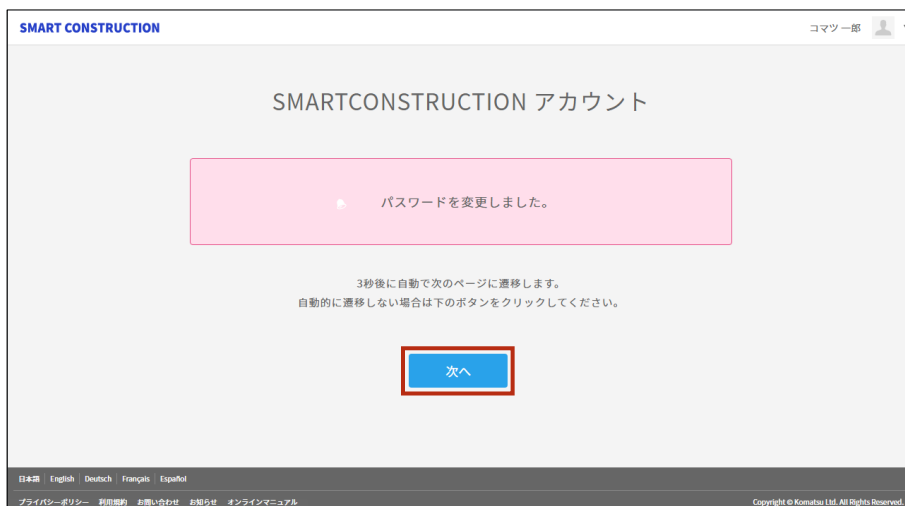 SMART CONSTRUCTION
コマツ 一郎
SMARTCONSTRUCTION アカウント
パスワードを変更しました。
3秒後に自動で次のページに遷移します。
自動的に遷移しない場合は下のボタンをクリックしてください。
次へ
日本語 English Deutsch Français Español
プライバシーポリシー 利用規約 お問い合わせ お知らせ オンラインマニュアル
Copyright © Komatsu Ltd. All Rights Reserved.